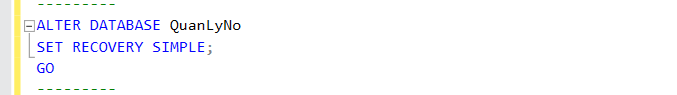 ---------
ALTER DATABASE QuanLyNo
SET RECOVERY SIMPLE;
GO
---------